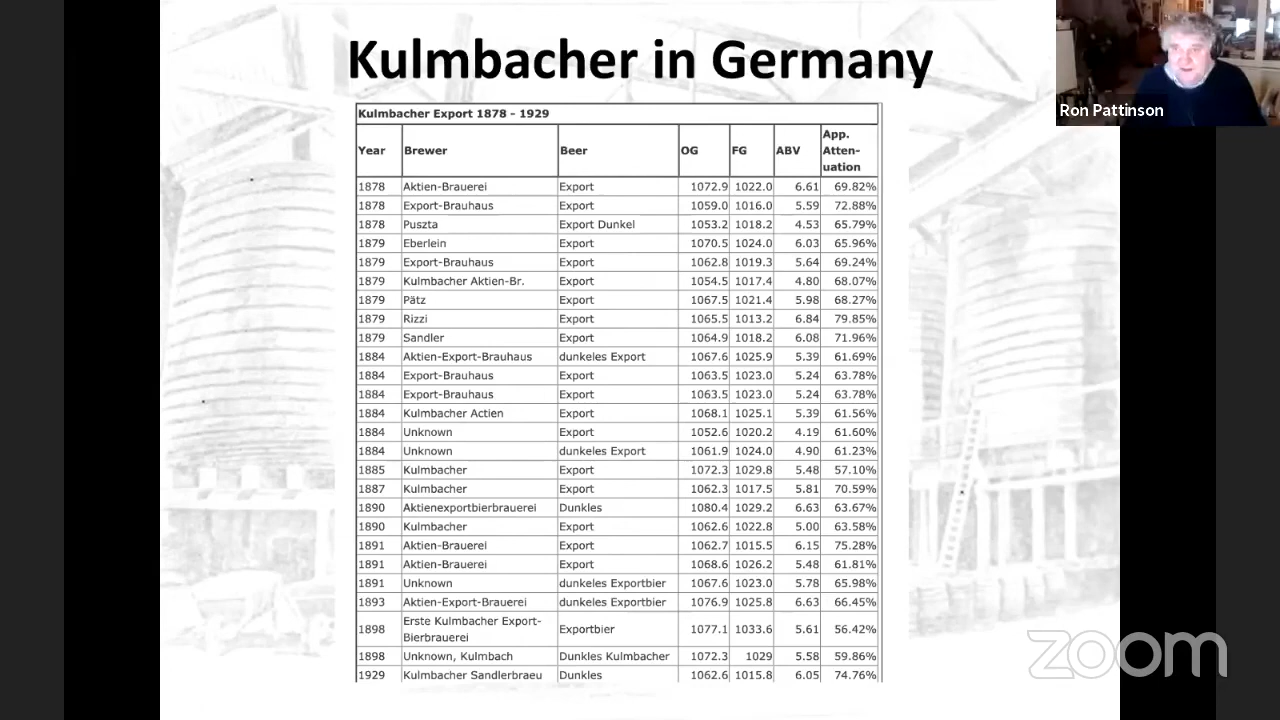 Kulmbacher in Germany
Ron Pattinson
Kulmbacher Export 1878 - 1929
Year Brewer Beer OG FG ABV App. Atten-uation
1878 Aktien-Brauerei Export 1072.9 1022.0 6.61 69.82%
1878 Export-Brauhaus Export 1059.0 1016.0 5.59 72.88%
1878 Puszta Export Dunkel 1053.2 1018.2 4.53 65.79%
1879 Eberlein Export 1070.5 1024.0 6.03 65.96%
1879 Export-Brauhaus Export 1062.8 1019.3 5.64 69.24%
1879 Kulmbacher Aktien-Br. Export 1054.5 1017.4 4.80 68.07%
1879 Pätz Export 1067.5 1021.4 5.98 68.27%
1879 Rizzi Export 1065.5 1013.2 6.84 79.85%
1879 Sandler Export 1064.9 1018.2 6.08 71.96%
1884 Aktien-Export-Brauhaus dunkeles Export 1067.6 1025.9 5.39 61.69%
1884 Export-Brauhaus Export 1063.5 1023.0 5.24 63.78%
1884 Export-Brauhaus Export 1063.5 1023.0 5.24 63.78%
1884 Kulmbacher Actien Export 1068.1 1025.1 5.39 61.56%
1884 Unknown Export 1052.6 1020.2 4.19 61.60%
1884 Unknown dunkeles Export 1061.9 1024.0 4.90 61.23%
1885 Kulmbacher Export 1072.3 1029.8 5.48 57.10%
1887 Kulmbacher Export 1062.3 1017.5 5.81 70.59%
1890 Aktienexportbierbrauerei Dunkles 1080.4 1029.2 6.63 63.67%
1890 Kulmbacher Export 1062.6 1022.8 5.00 63.58%
1891 Aktien-Brauerel Export 1062.7 1015.5 6.15 75.28%
1891 Aktien-Brauerei Export 1068.6 1026.2 5.48 61.81%
1891 Unknown dunkeles Exportbier 1067.6 1023.0 5.78 65.98%
1893 Aktien-Export-Brauerei dunkeles Exportbier 1076.9 1025.8 6.63 66.45%
1898 Erste Kulmbacher Export-Bierbrauerei Exportbier 1077.1 1033.6 5.61 56.42%
1898 Unknown, Kulmbach Dunkles Kulmbacher 1072.3 1029 5.58 59.86%
1929 Kulmbacher Sandlerbraeu Dunkles 1062.6 1015.8 6.05 74.76%
zoom